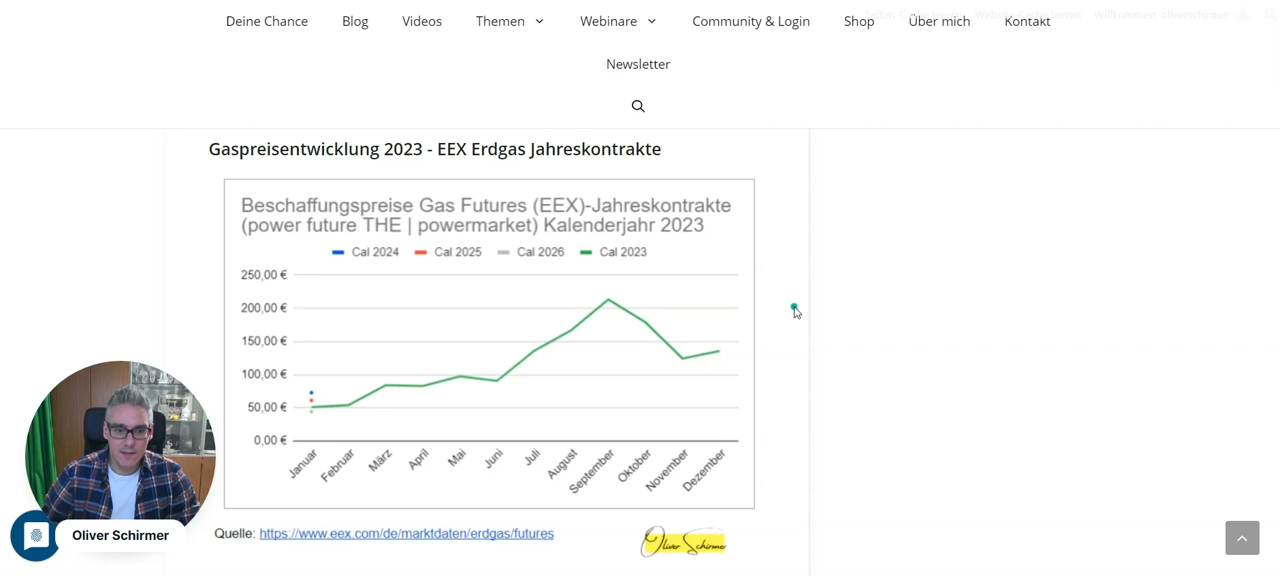 Deine Chance Blog Videos Themen Webinare Community & Login Shop Über mich Kontakt
Newsletter
Gaspreisentwicklung 2023 - EEX Erdgas Jahreskontrakte
Beschaffungspreise Gas Futures (EEX)-Jahreskontrakte
(power future THE | powermarket) Kalenderjahr 2023
Cal 2024 Cal 2025 Cal 2026 Cal 2023
250,00 €
200,00 €
150,00 €
100,00 €
50,00 €
0,00 €
Januar Februar März April Mai Juni Juli August September Oktober November Dezember
Quelle: https://www.eex.com/de/marktdaten/erdgas/futures
Oliver Schirmer
Oliver Schirmer